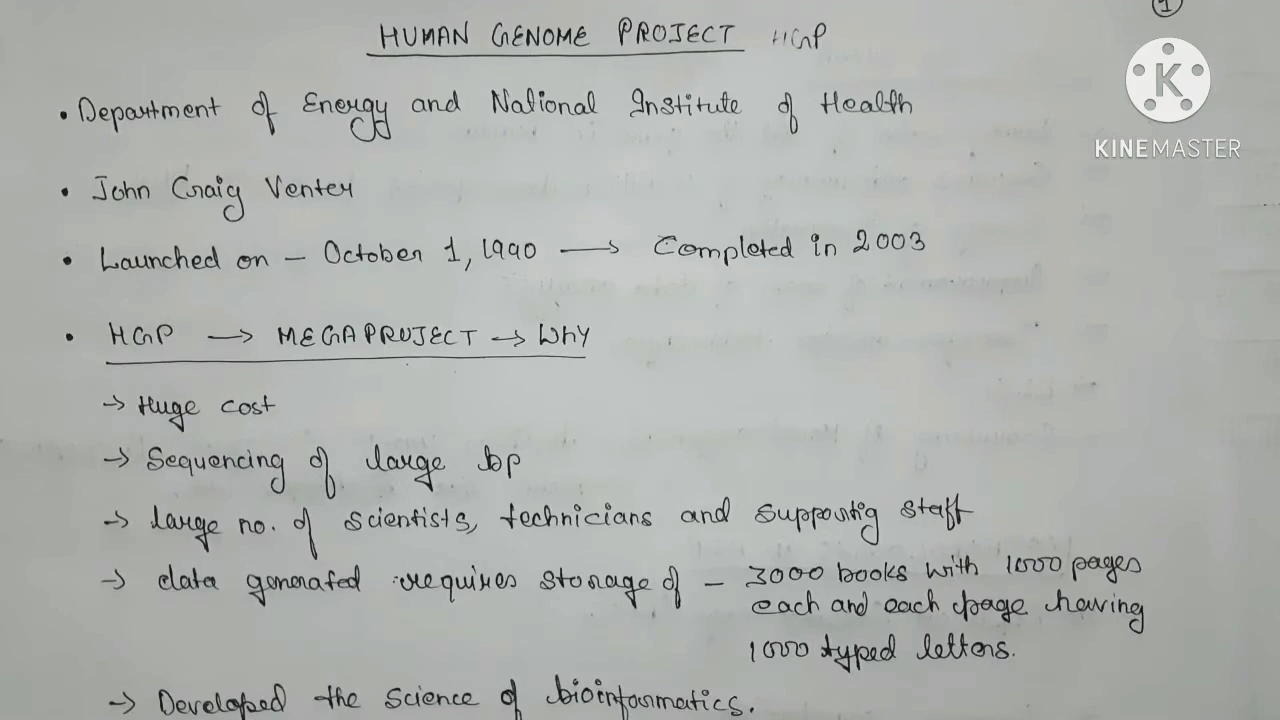 1
HUMAN GENOME PROJECT HGP
KINEMASTER
• Department of Energy and National Institute of Health
• John Craig Venter
• Launched on – October 1, 1990 → Completed in 2003
• HGP → MEGAPROJECT → WHY
→ Huge cost
→ Sequencing of large bp
→ large no. of scientists, technicians and supportig staff
→ data generated requires storage of – 3000 books with 1000 pages
each and each page having
1000 typed letters.
→ Developed the science of bioinformatics.